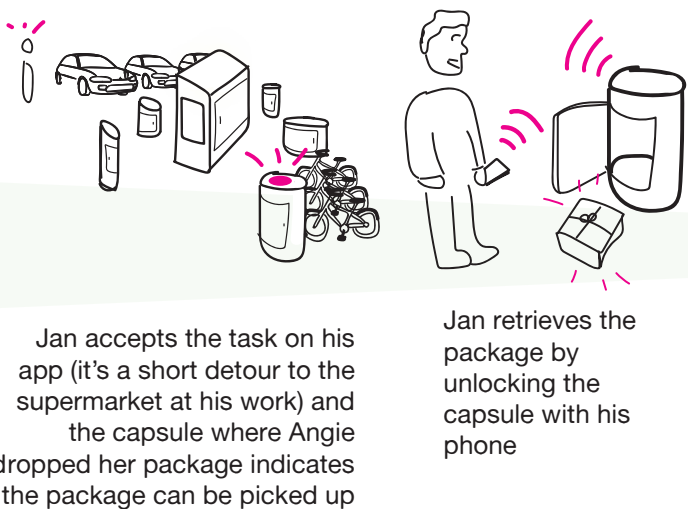 Jan accepts the task on his
app (it's a short detour to the
supermarket at his work) and
the capsule where Angie
dropped her package indicates
the package can be picked up
Jan retrieves the
package by
unlocking the
capsule with his
phone